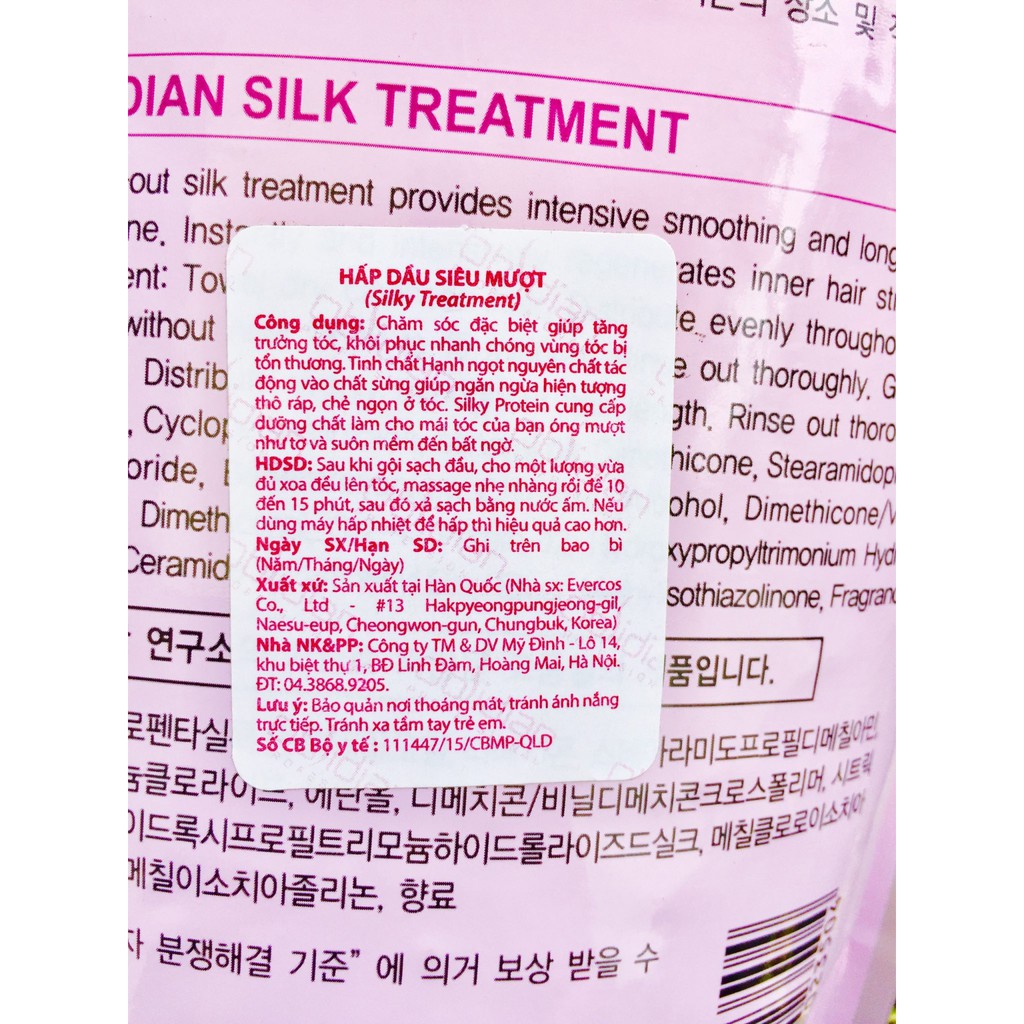 및
DIAN SILK TREATMENT
out silk treatment provides intensive smoothing and long
evenly throughout
without
out thoroughly. G
Distrib
Rinse out thoro
Stearamidop
Dimethicone/V
Dimeth
xypropyltrimonium Hyd
Ceramid
sothiazolinone, Fragranc
HẤP DẦU SIÊU MƯỢT
(Silky Treatment)
Công dụng: Chăm sóc đặc biệt giúp tăng
trưởng tóc, khôi phục nhanh chóng vùng tóc bị
tổn thương. Tinh chất Hạnh ngọt nguyên chất tác
động vào chất sừng giúp ngăn ngừa hiện tượng
thô ráp, chẻ ngọn ở tóc. Silky Protein cung cấp
dưỡng chất làm cho mái tóc của bạn óng mượt
như tơ và suôn mềm đến bất ngờ.
HDSD: Sau khi gội sạch đầu, cho một lượng vừa
đủ xoa đều lên tóc, massage nhẹ nhàng rồi để 10
đến 15 phút, sau đó xả sạch bằng nước ấm. Nếu
dùng máy hấp nhiệt để hấp thì hiệu quả cao hơn.
Ngày SX/Hạn SD: Ghi trên bao bì
(Năm/Tháng/Ngày)
Xuất xứ: Sản xuất tại Hàn Quốc (Nhà sx: Evercos
Co., Ltd - #13 Hakpyeongpungjeong-gil,
Naesu-eup, Cheongwon-gun, Chungbuk, Korea)
Nhà NK&PP: Công ty TM & DV Mỹ Đình - Lô 14,
khu biệt thự 1, BĐ Linh Đàm, Hoàng Mai, Hà Nội.
ĐT: 04.3868.9205.
Lưu ý: Bảo quản nơi thoáng mát, tránh ánh nắng
trực tiếp. Tránh xa tầm tay trẻ em.
Số CB Bộ y tế : 111447/15/CBMP-QLD
연구소
품입니다.
로펜타실
아라미도프로필디메칠아민,
늄클로라이드, 에탄올, 디메치콘/비닐디메치콘크로스폴리머, 시트릭
이드록시프로필트리모늄하이드롤라이즈드실크, 메칠클로로이소치아
메칠이소치아졸리논, 향료
자 분쟁해결 기준” 에 의거 보상 받을 수